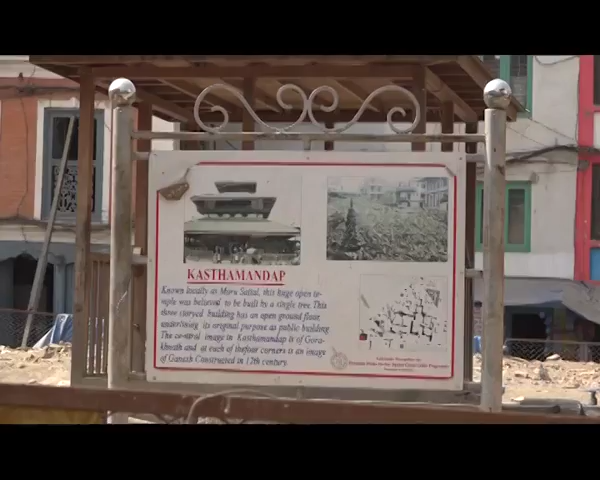 KASTHAMANDAP
Known locally as Maru Sattal, this huge open te-
mple was believed to be built by a single tree. This
three storyed building has an open ground floor,
underlining its original purpose as public building
The central image in Kasthamandap is of Gora-
khnath and at each of thefour corners is an image
of Ganesh Constructed in 12th century.